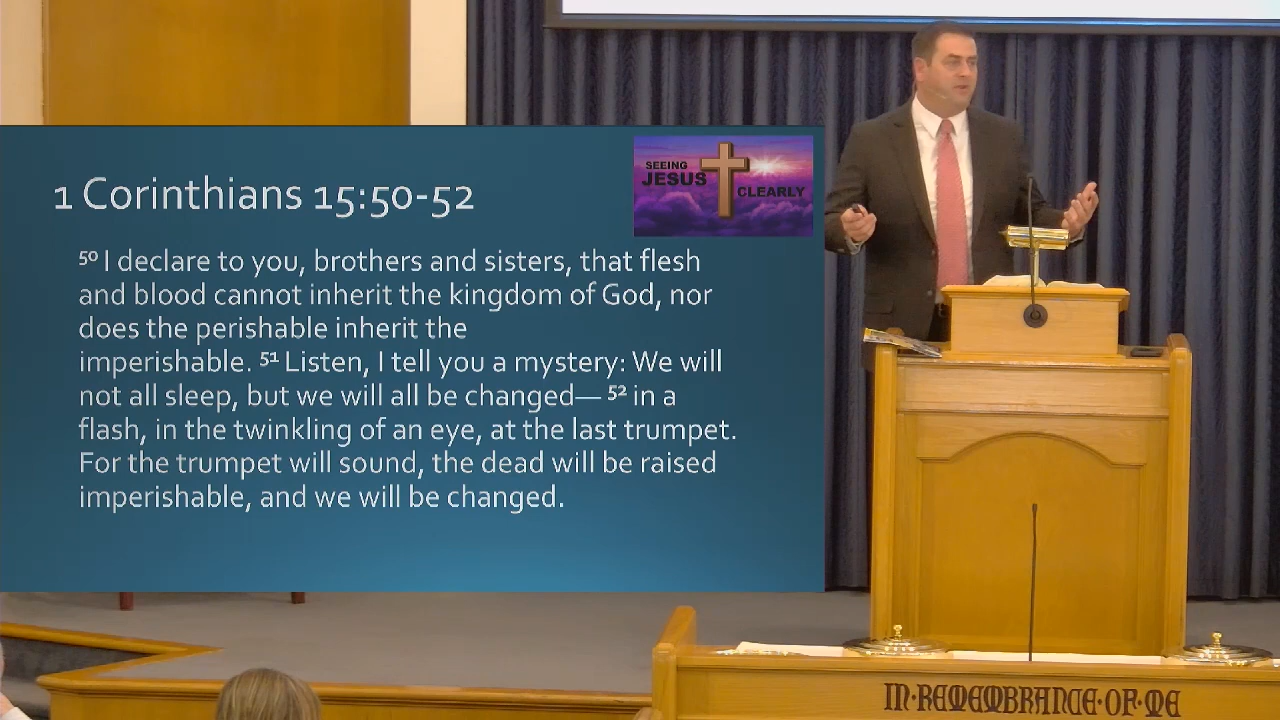 1 Corinthians 15:50-52
SEEING
JESUS
CLEARLY
50 I declare to you, brothers and sisters, that flesh
and blood cannot inherit the kingdom of God, nor
does the perishable inherit the
imperishable. 51 Listen, I tell you a mystery: We will
not all sleep, but we will all be changed— 52 in a
flash, in the twinkling of an eye, at the last trumpet.
For the trumpet will sound, the dead will be raised
imperishable, and we will be changed.
IN·REMEMBRANCE·OF·ME